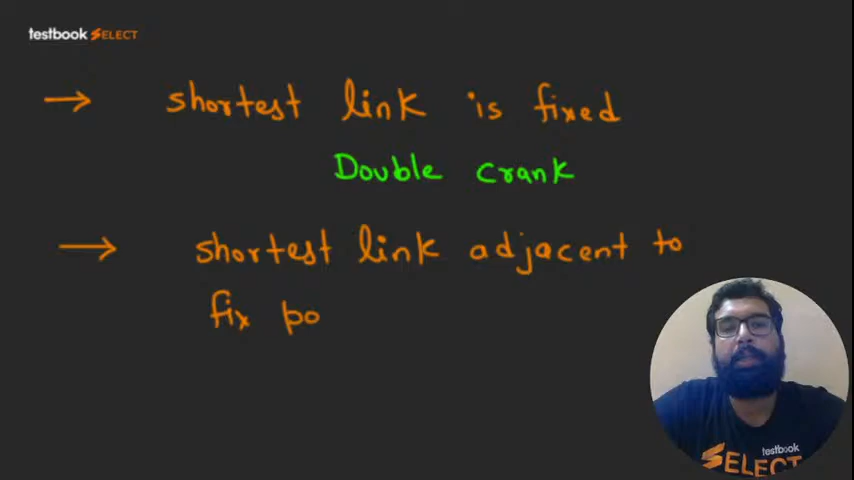 testbook SELECT
→ shortest link is fixed
Double crank
→ shortest link adjacent to
fix po
testbook
SELECT